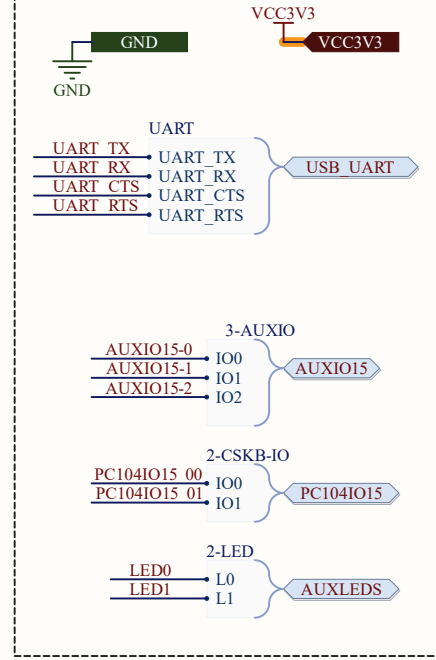 VCC3V3
GND VCC3V3
GND
UART
UART_TX UART_TX
UART_RX UART_RX USB_UART
UART_CTS UART_CTS
UART_RTS UART_RTS
3-AUXIO
AUXIO15-0 IO0
AUXIO15-1 IO1 AUXIO15
AUXIO15-2 IO2
2-CSKB-IO
PC104IO15_00 IO0
PC104IO15_01 IO1 PC104IO15
2-LED
LED0 L0
LED1 L1 AUXLEDS